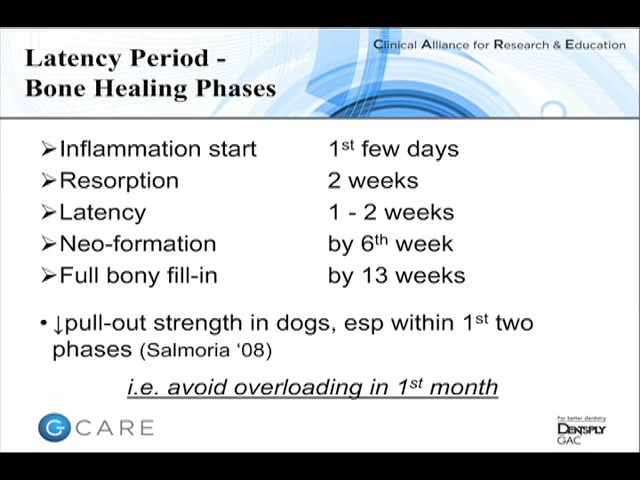 Clinical Alliance for Research & Education
Latency Period -
Bone Healing Phases
➢Inflammation start 1st few days
➢Resorption 2 weeks
➢Latency 1 - 2 weeks
➢Neo-formation by 6th week
➢Full bony fill-in by 13 weeks
• ↓pull-out strength in dogs, esp within 1st two
phases (Salmoria ‘08)
i.e. avoid overloading in 1st month
G CARE
For better dentistry
DENTSPLY
GAC